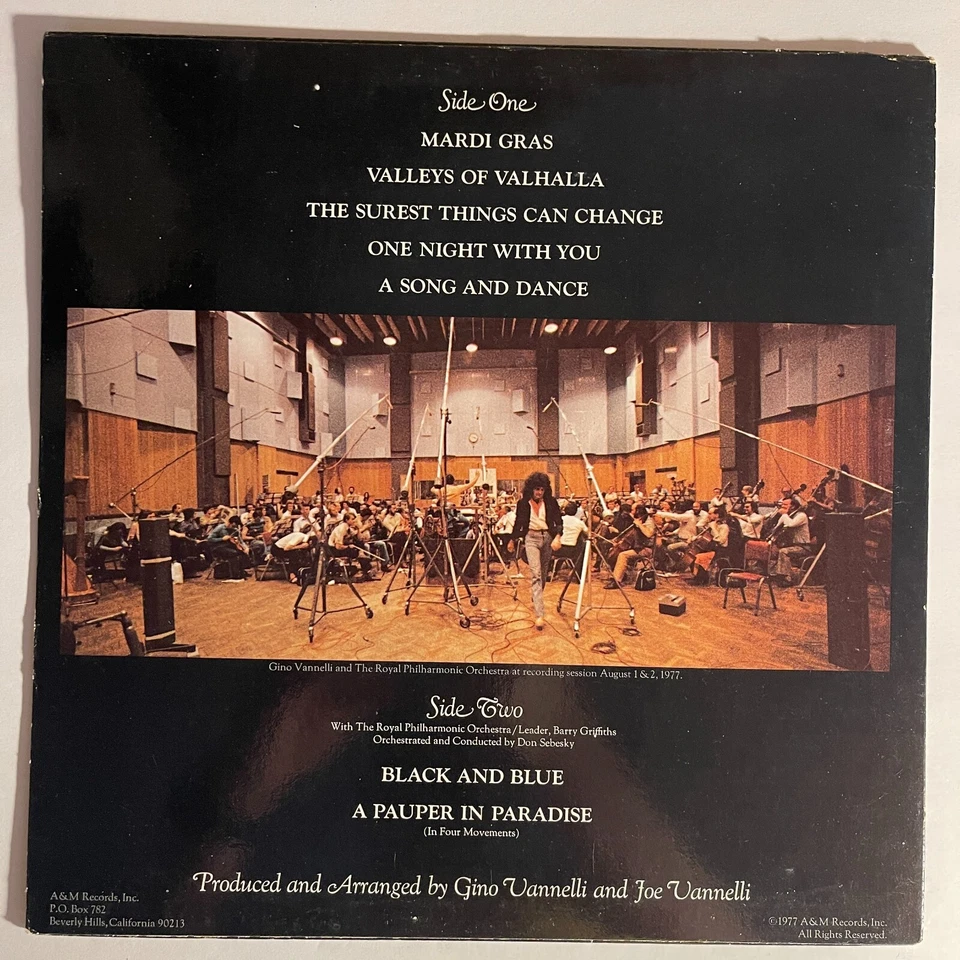 Side One
MARDI GRAS
VALLEYS OF VALHALLA
THE SUREST THINGS CAN CHANGE
ONE NIGHT WITH YOU
A SONG AND DANCE
Gino Vannelli and The Royal Philharmonic Orchestra at recording session August 1 & 2, 1977.
Side Two
With The Royal Philharmonic Orchestra/Leader, Barry Griffiths
Orchestrated and Conducted by Don Sebesky
BLACK AND BLUE
A PAUPER IN PARADISE
(In Four Movements)
Produced and Arranged by Gino Vannelli and Joe Vannelli
A&M Records, Inc.
P.O. Box 782
Beverly Hills, California 90213
©1977 A&M Records, Inc.
All Rights Reserved.